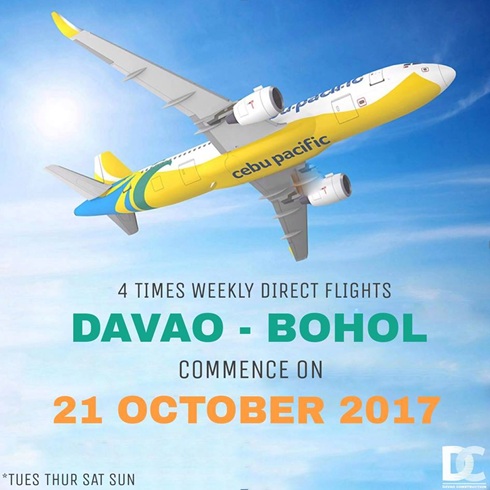 cebu pacific
4 TIMES WEEKLY DIRECT FLIGHTS
DAVAO - BOHOL
COMMENCE ON
21 OCTOBER 2017
*TUES THUR SAT SUN
DC